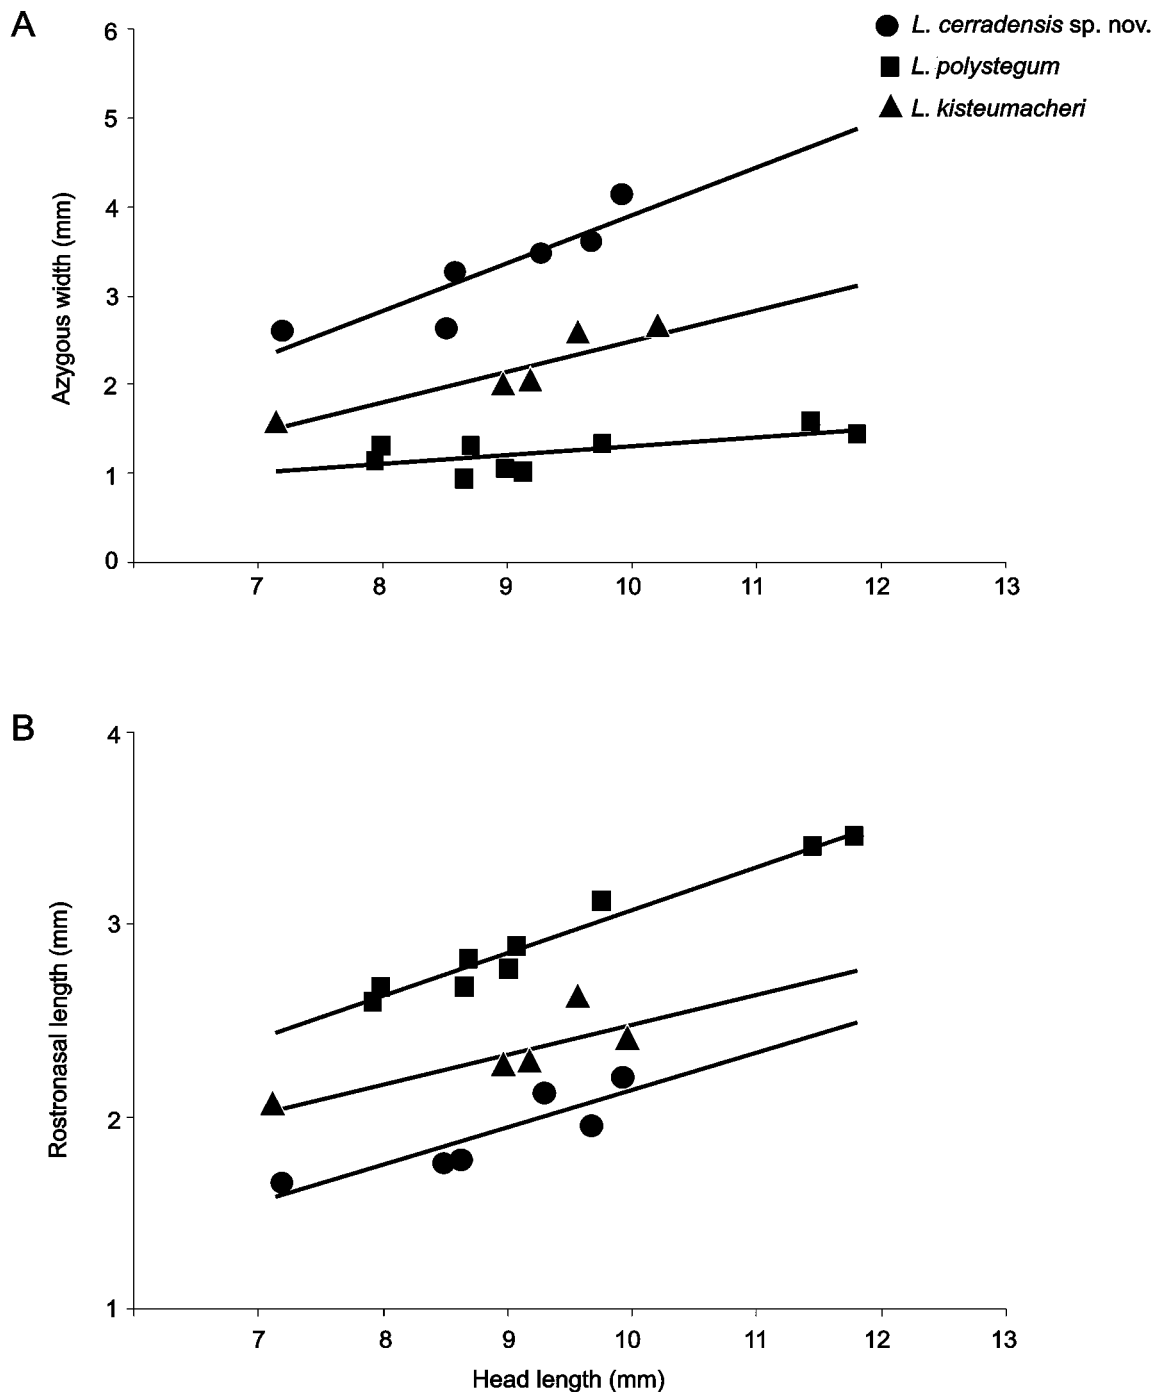 A
L. cerradensis sp. nov.
L. polystegum
L. kisteumacheri
6
5
4
3
2
1
0
Azygous width (mm)
7 8 9 10 11 12 13
B
4
3
2
1
Rostronasal length (mm)
7 8 9 10 11 12 13
Head length (mm)